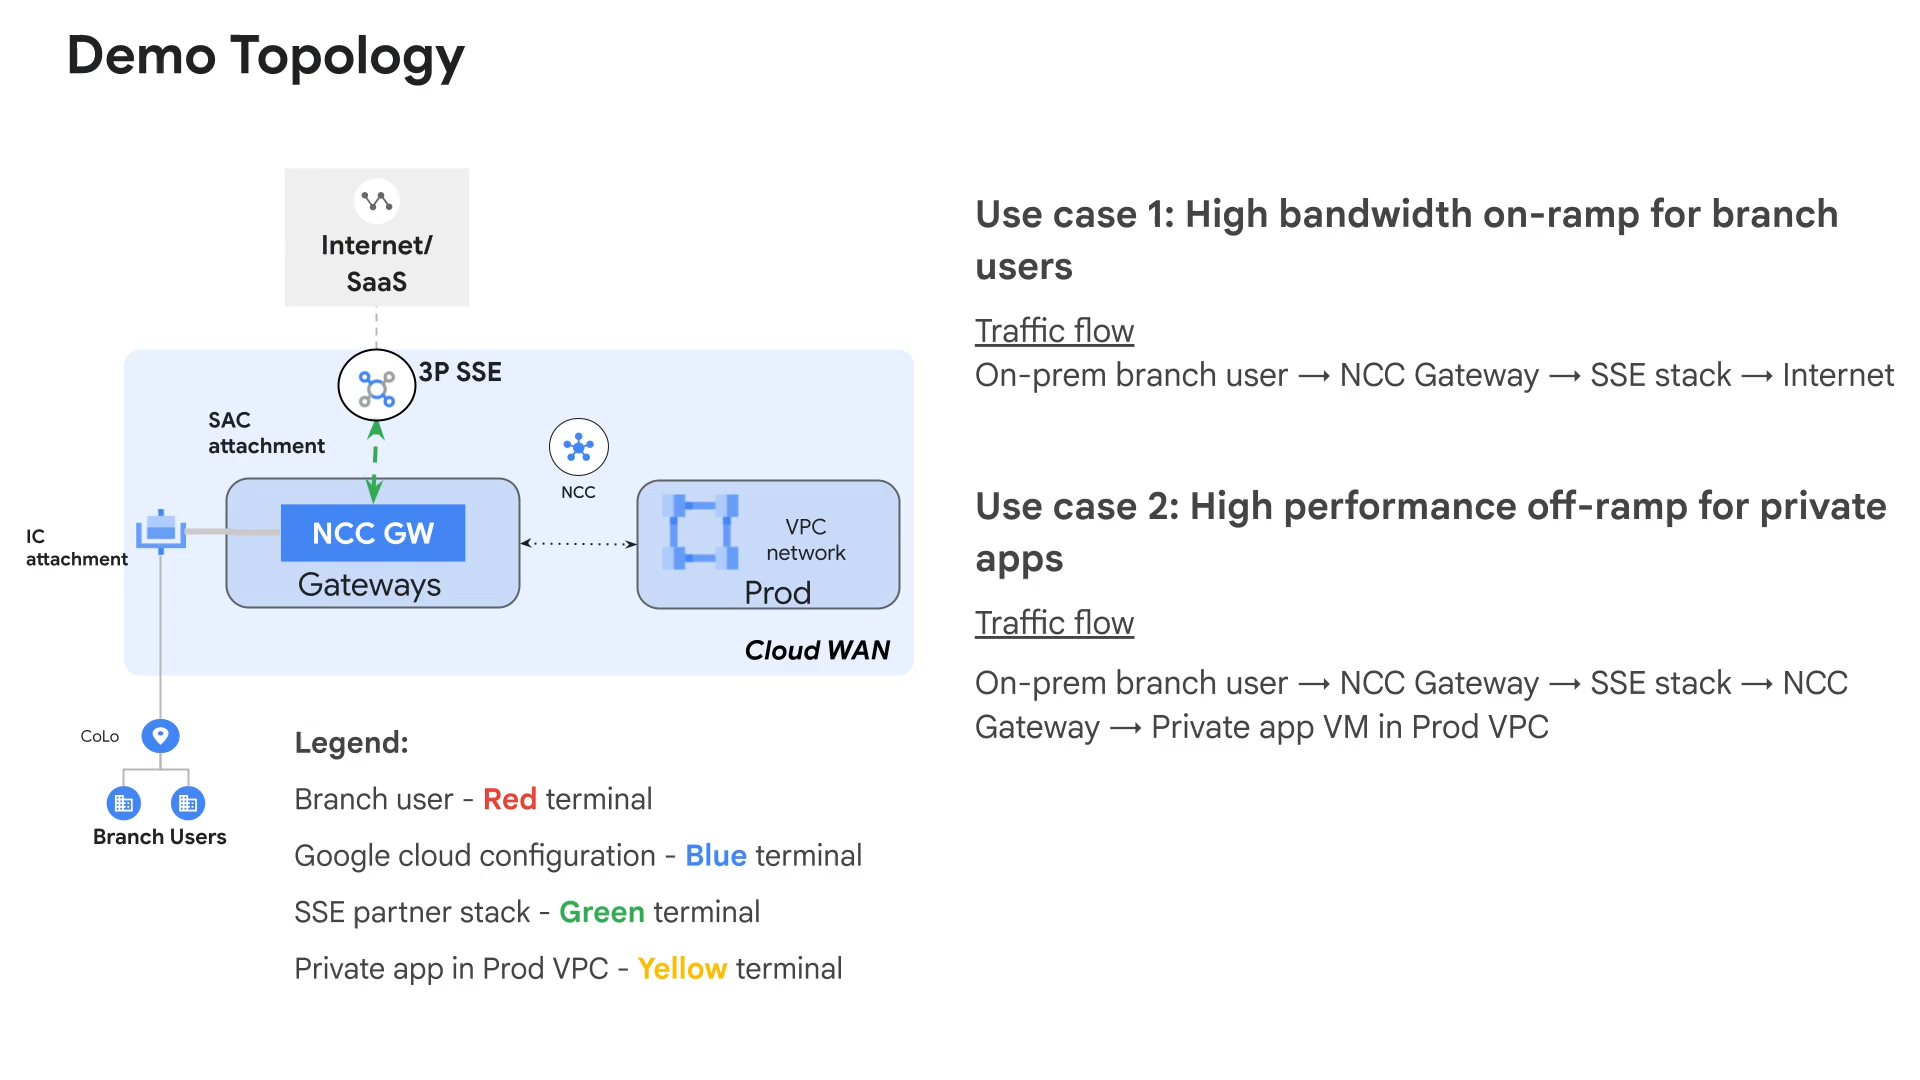 Demo Topology
Internet/
SaaS
3P SSE
SAC
attachment
NCC
IC
attachment
NCC GW
Gateways
VPC
network
Prod
Cloud WAN
CoLo
Branch Users
Legend:
Branch user - Red terminal
Google cloud configuration - Blue terminal
SSE partner stack - Green terminal
Private app in Prod VPC - Yellow terminal
Use case 1: High bandwidth on-ramp for branch
users
Traffic flow
On-prem branch user → NCC Gateway → SSE stack → Internet
Use case 2: High performance off-ramp for private
apps
Traffic flow
On-prem branch user → NCC Gateway → SSE stack → NCC
Gateway → Private app VM in Prod VPC